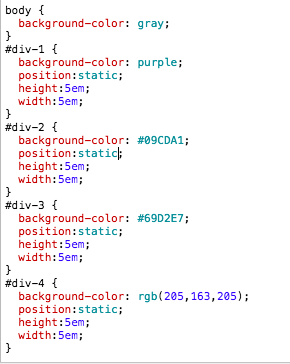 body {
  background-color: gray;
}
#div-1 {
  background-color: purple;
  position:static;
  height:5em;
  width:5em;
}
#div-2 {
  background-color: #09CDA1;
  position:static;
  height:5em;
  width:5em;
}
#div-3 {
  background-color: #69D2E7;
  position:static;
  height:5em;
  width:5em;
}
#div-4 {
  background-color: rgb(205,163,205);
  position:static;
  height:5em;
  width:5em;
}